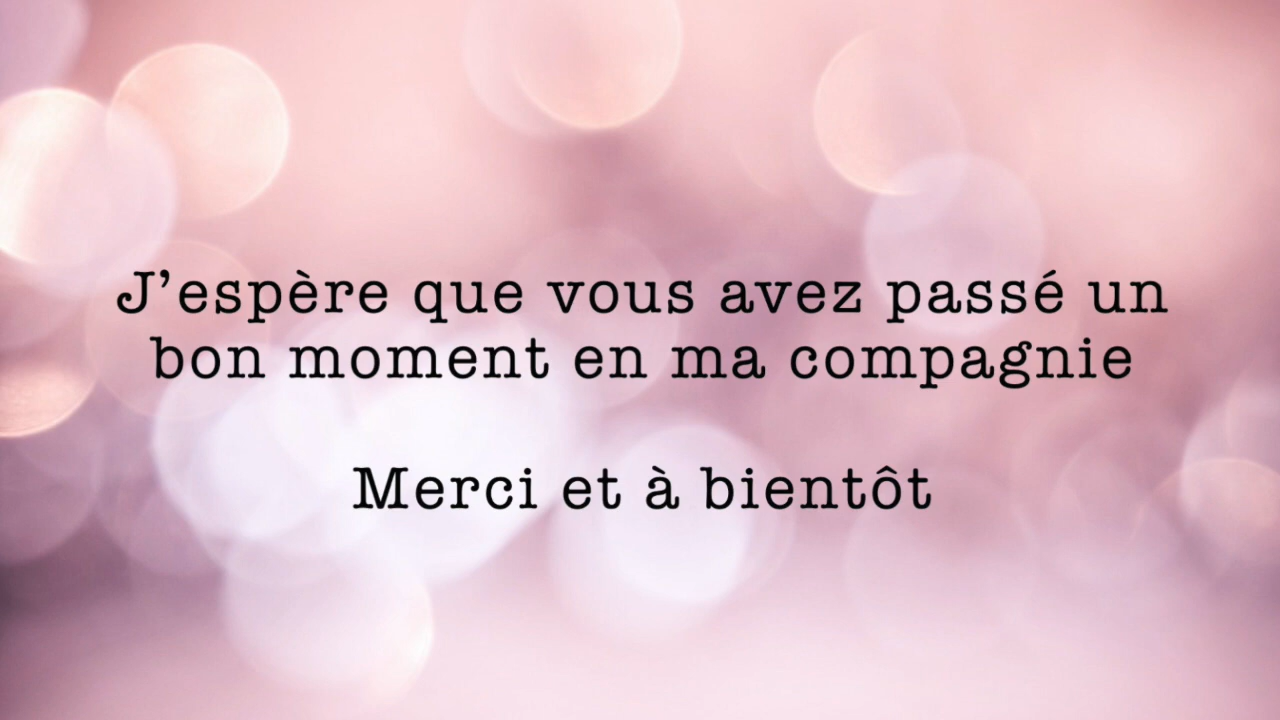 J’espère que vous avez passé un
bon moment en ma compagnie
Merci et à bientôt